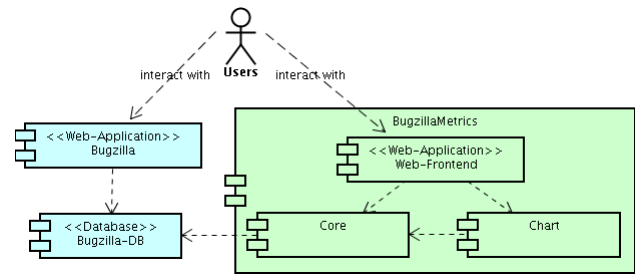 Users
interact with
interact with
BugzillaMetrics
<<Web-Application>>
Bugzilla
<<Web-Application>>
Web-Frontend
<<Database>>
Bugzilla-DB
Core
Chart